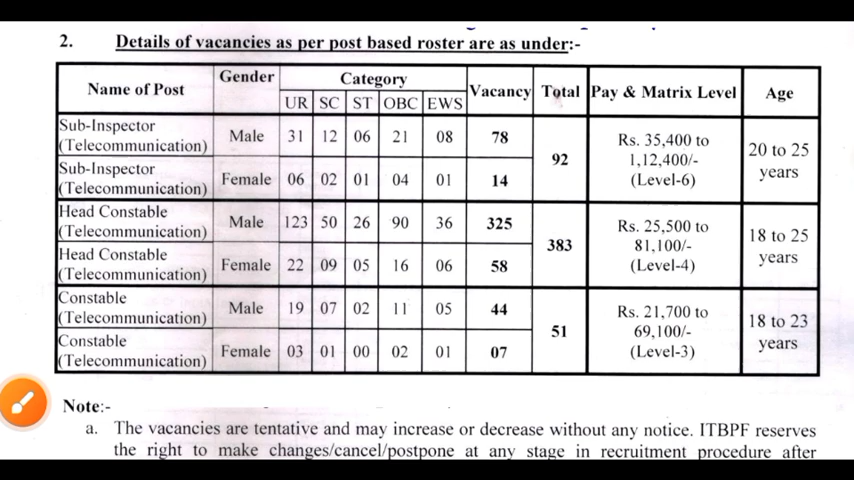 2. Details of vacancies as per post based roster are as under:-
Name of Post Gender Category Vacancy Total Pay & Matrix Level Age
UR SC ST OBC EWS
Sub-Inspector (Telecommunication) Male 31 12 06 21 08 78 92 Rs. 35,400 to 1,12,400/- (Level-6) 20 to 25 years
Sub-Inspector (Telecommunication) Female 06 02 01 04 01 14
Head Constable (Telecommunication) Male 123 50 26 90 36 325 383 Rs. 25,500 to 81,100/- (Level-4) 18 to 25 years
Head Constable (Telecommunication) Female 22 09 05 16 06 58
Constable (Telecommunication) Male 19 07 02 11 05 44 51 Rs. 21,700 to 69,100/- (Level-3) 18 to 23 years
Constable (Telecommunication) Female 03 01 00 02 01 07
Note:-
a. The vacancies are tentative and may increase or decrease without any notice. ITBPF reserves
the right to make changes/cancel/postpone at any stage in recruitment procedure after